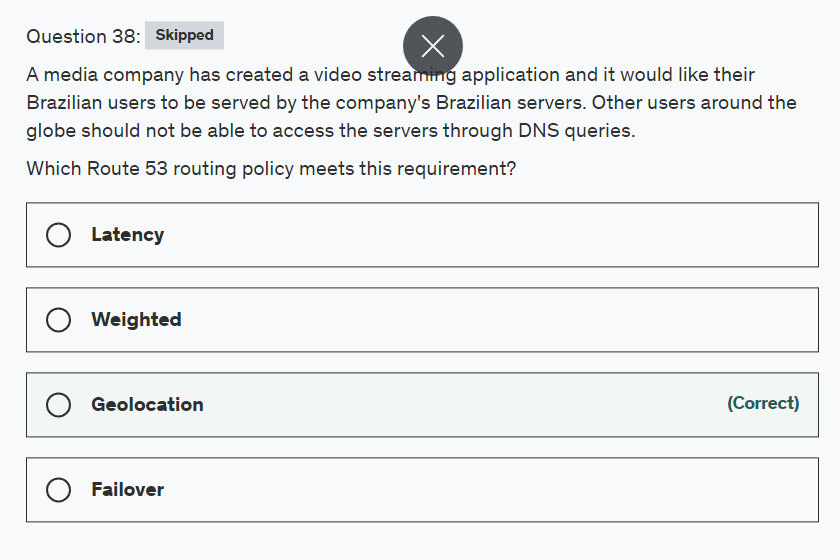 Question 38: Skipped
A media company has created a video streaming application and it would like their
Brazilian users to be served by the company's Brazilian servers. Other users around the
globe should not be able to access the servers through DNS queries.
Which Route 53 routing policy meets this requirement?
Latency
Weighted
Geolocation (Correct)
Failover